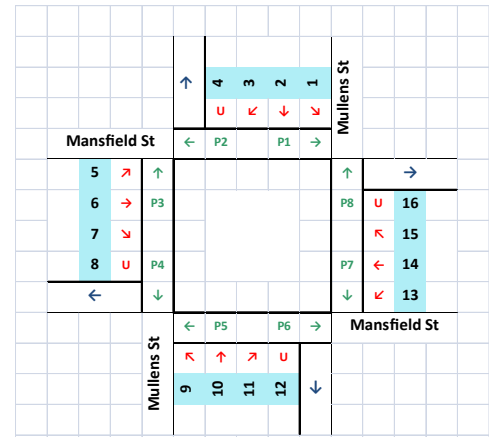 4 3 2 1
Mullens St
U
Mansfield St
P2 P1
5
6 P3 P8 U 16
7 15
8 U P4 P7 14
13
P5 P6
Mansfield St
U
Mullens St
9 10 11 12